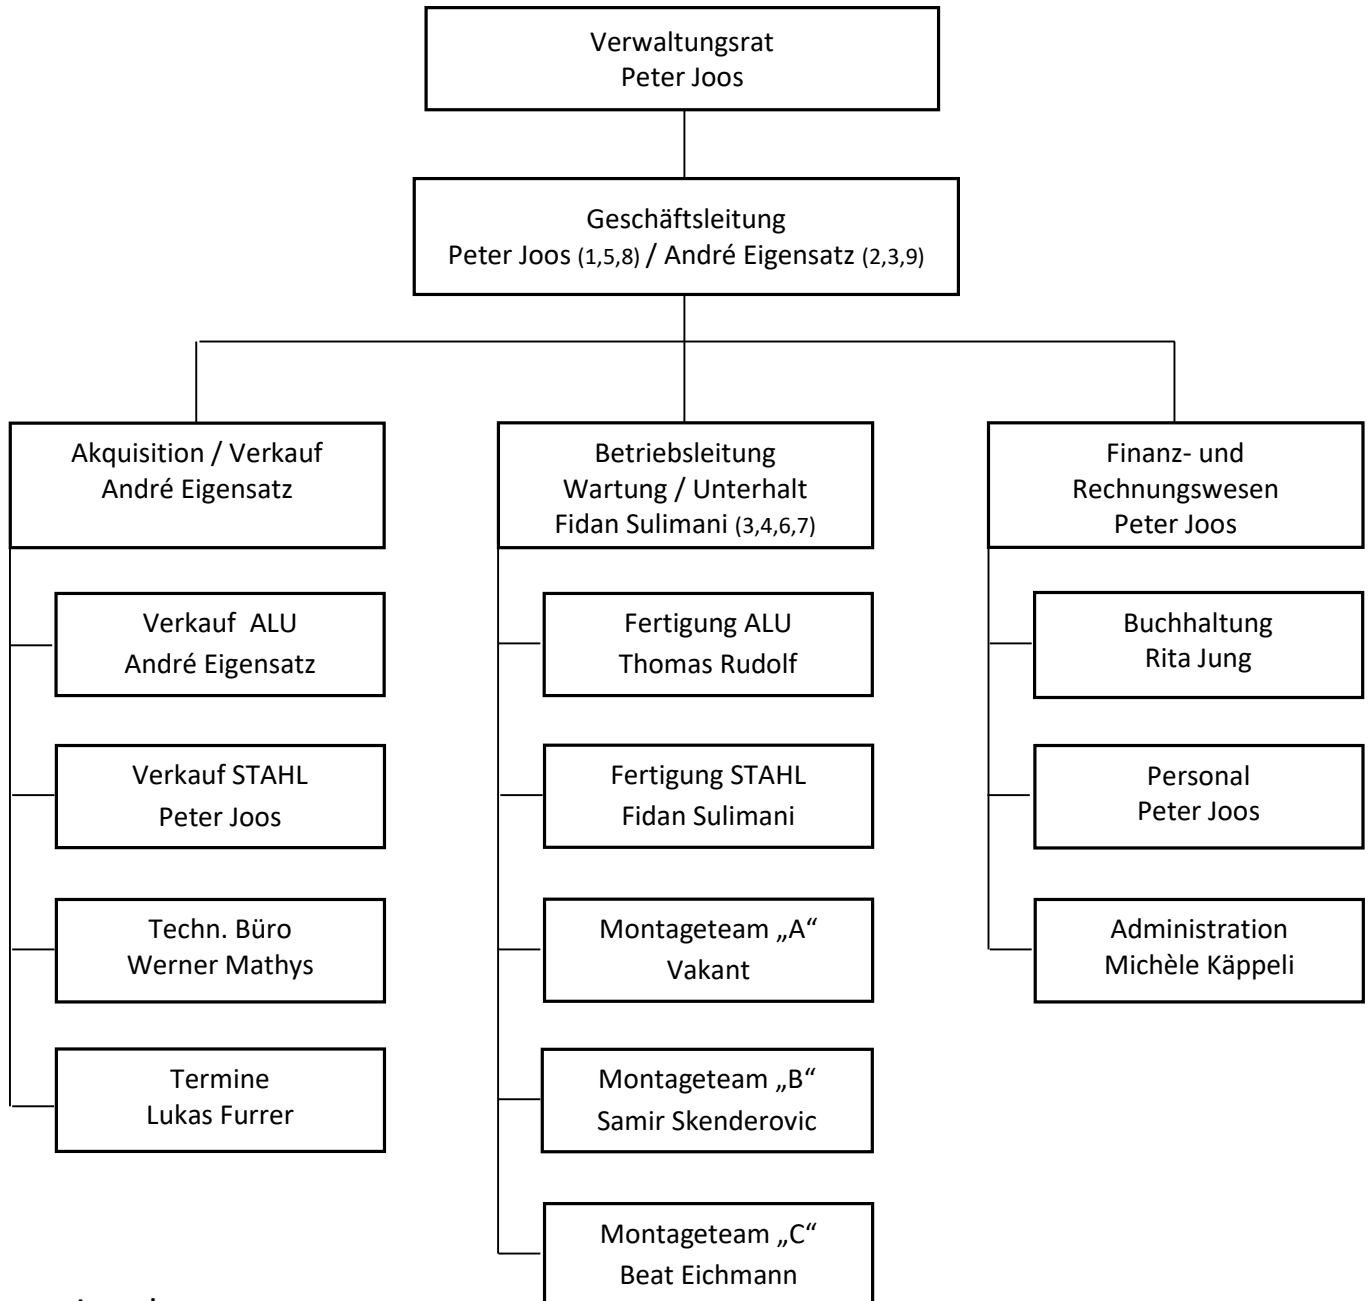 Verwaltungsrat
Peter Joos
Geschäftsleitung
Peter Joos (1,5,8) / André Eigensatz (2,3,9)
Akquisition / Verkauf
André Eigensatz
Verkauf ALU
André Eigensatz
Verkauf STAHL
Peter Joos
Techn. Büro
Werner Mathys
Termine
Lukas Furrer
Betriebsleitung
Wartung / Unterhalt
Fidan Sulimani (3,4,6,7)
Fertigung ALU
Thomas Rudolf
Fertigung STAHL
Fidan Sulimani
Montageteam „A“
Vakant
Montageteam „B“
Samir Skenderovic
Montageteam „C“
Beat Eichmann
Finanz- und
Rechnungswesen
Peter Joos
Buchhaltung
Rita Jung
Personal
Peter Joos
Administration
Michèle Käppeli